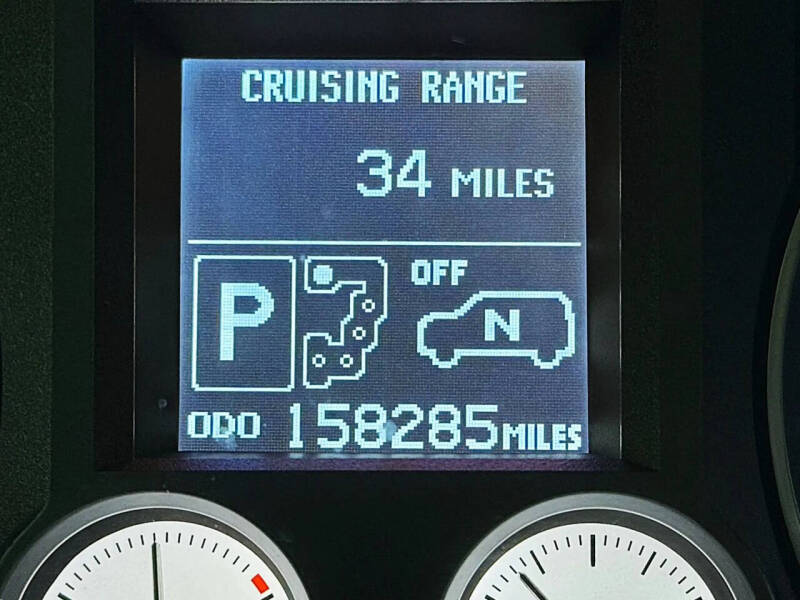 CRUISING RANGE
34 MILES
P
OFF
N
ODO 158285 MILES